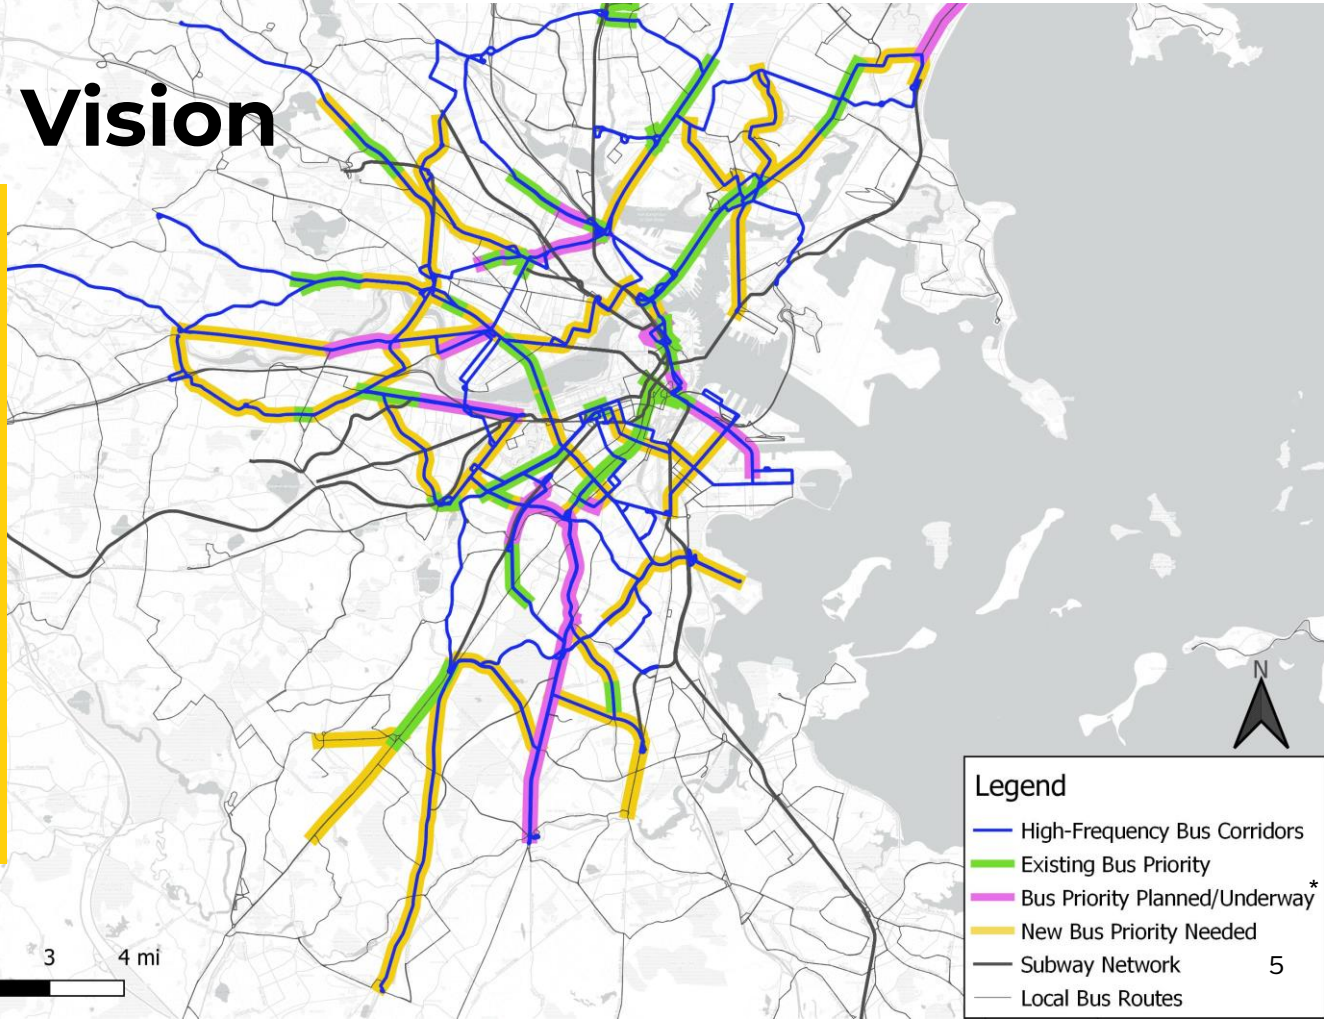 Vision
N
Legend
High-Frequency Bus Corridors
Existing Bus Priority
Bus Priority Planned/Underway*
New Bus Priority Needed
Subway Network
Local Bus Routes
3 4 mi
5